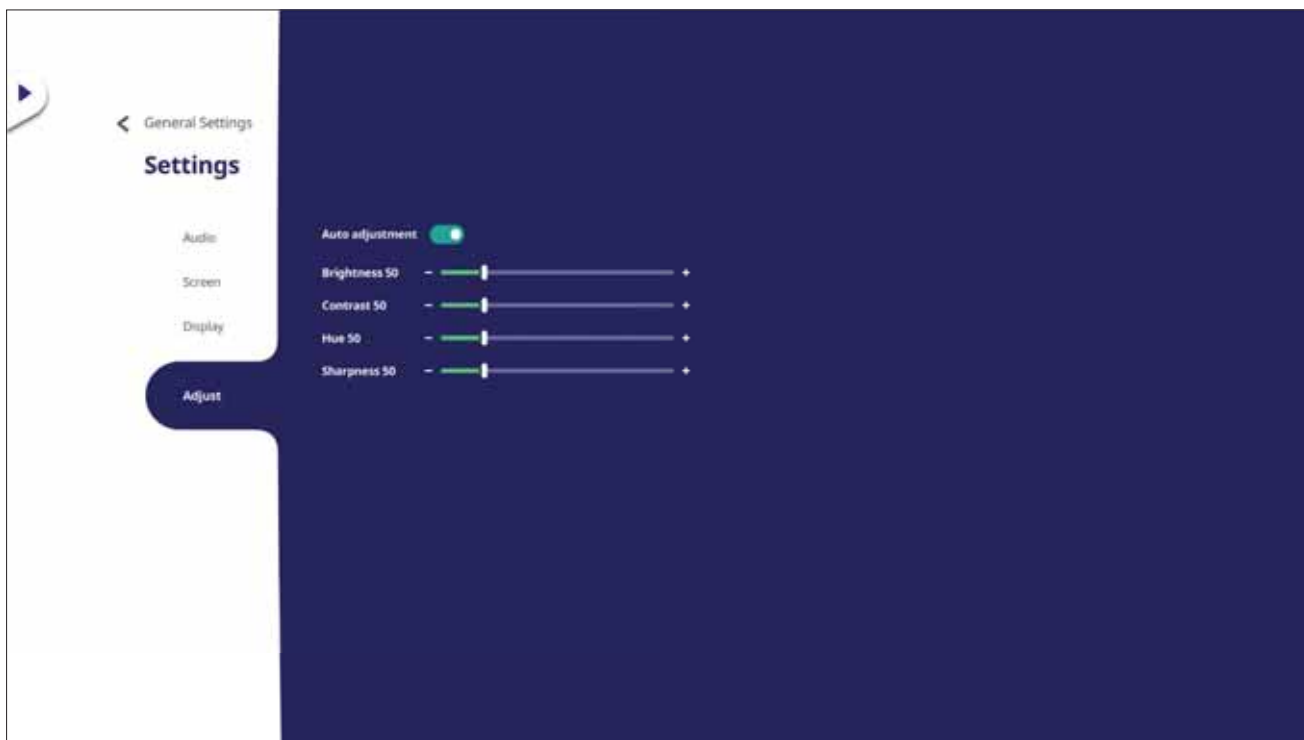 General Settings
Settings
Audio
Screen
Display
Adjust
Auto adjustment
Brightness 50 - +
Contrast 50 - +
Hue 50 - +
Sharpness 50 - +